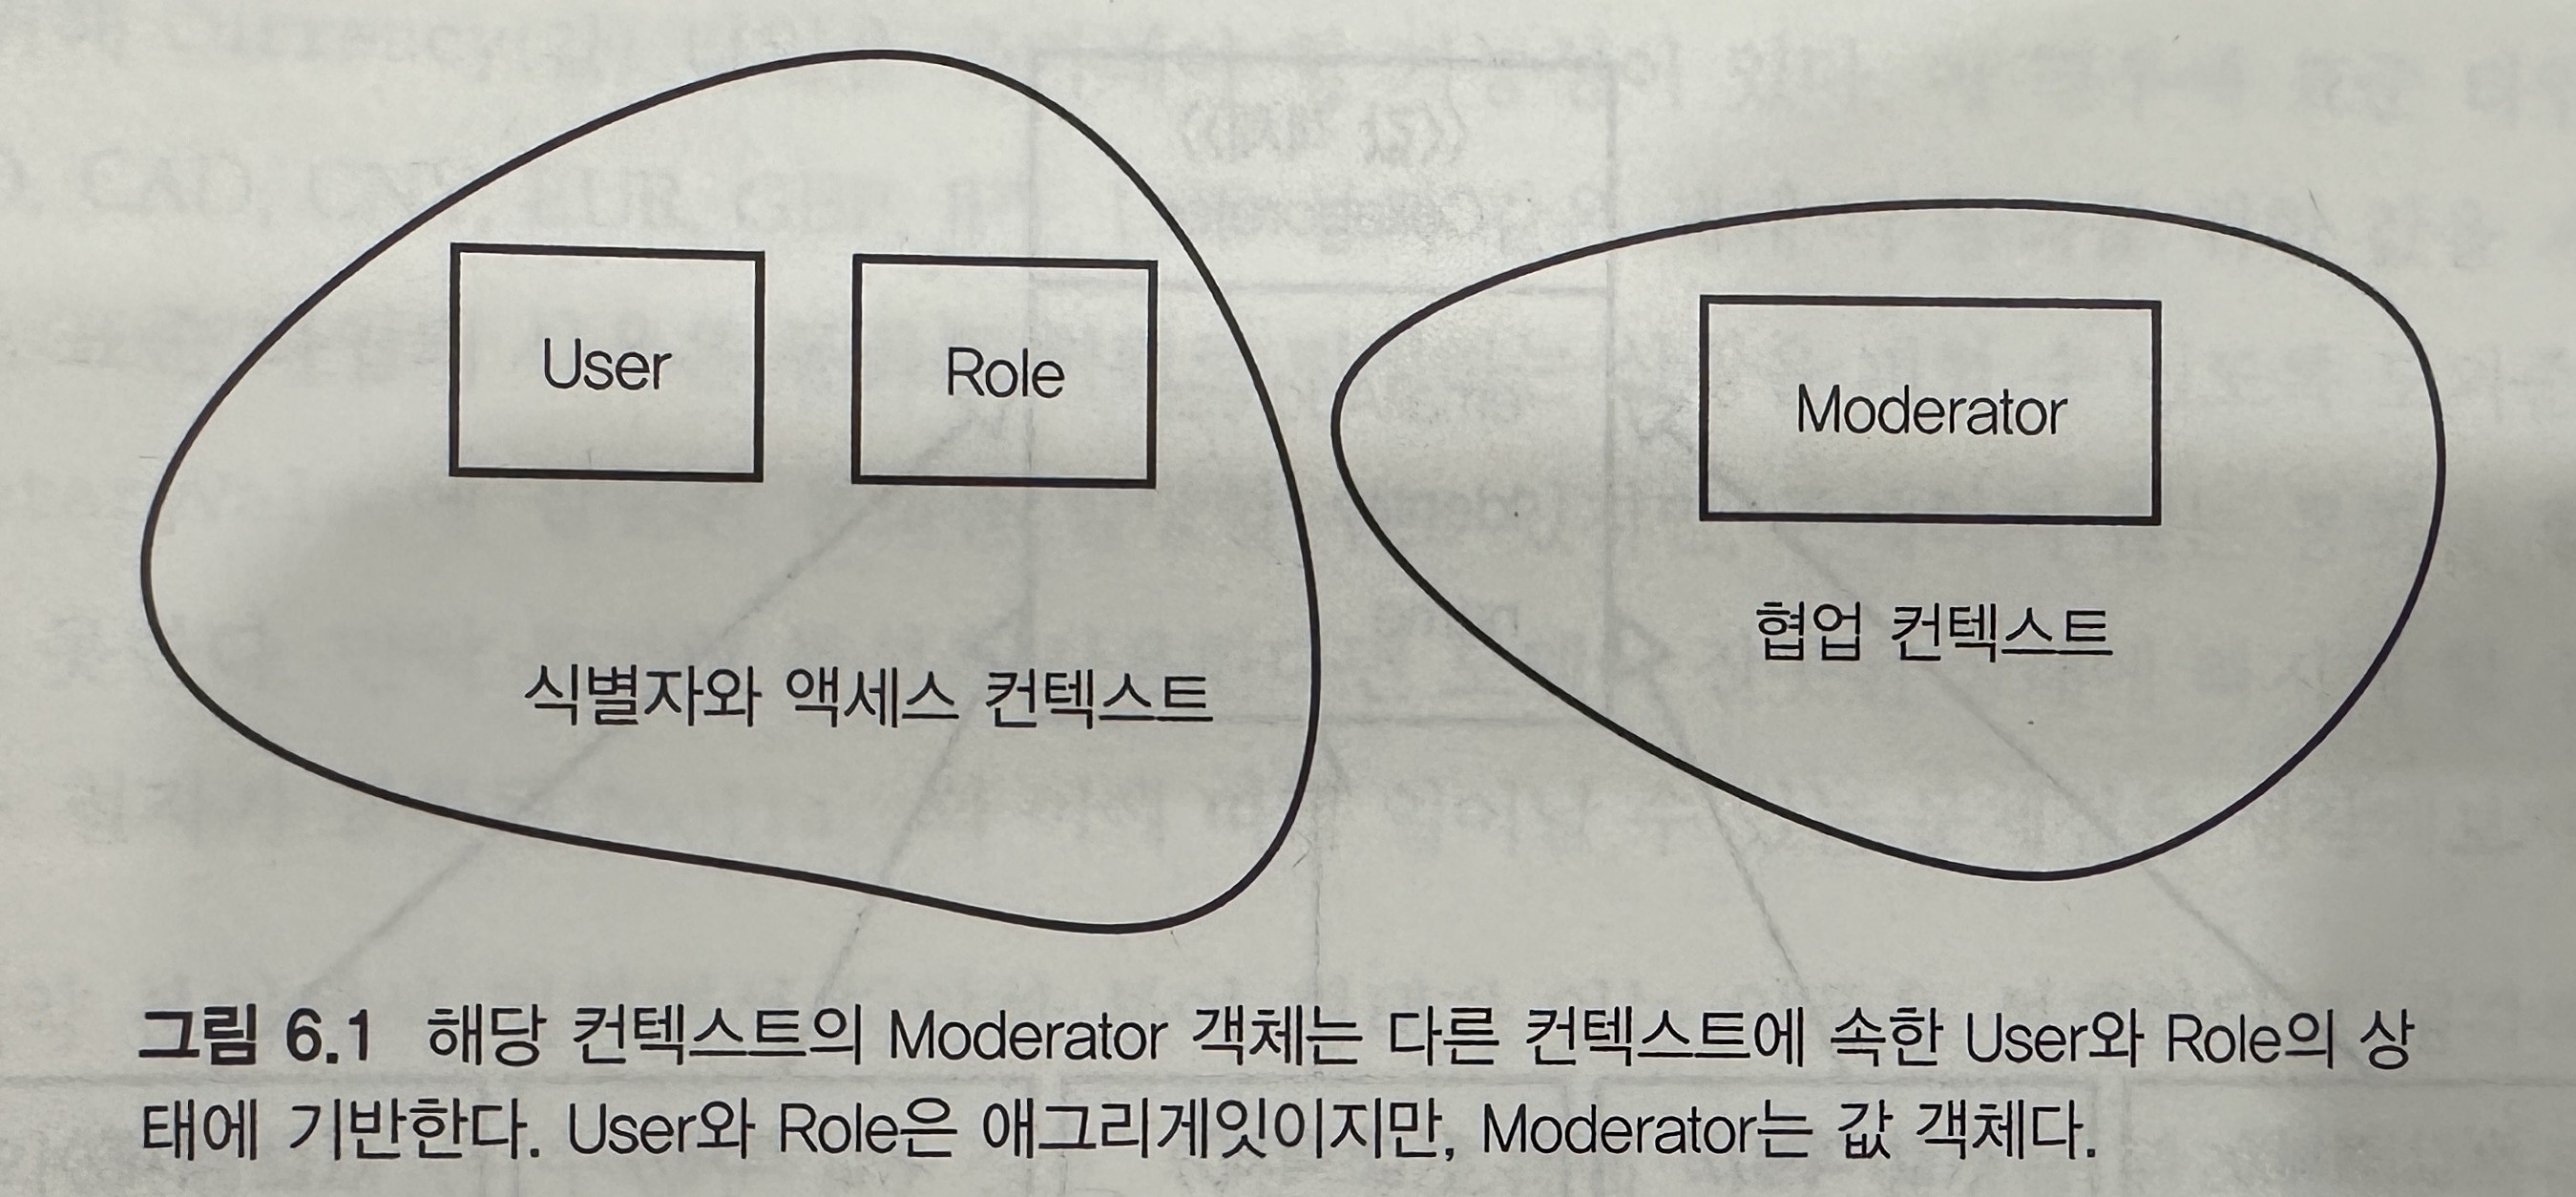 User
Role
Moderator
협업 컨텍스트
식별자와 액세스 컨텍스트
그림 6.1 해당 컨텍스트의 Moderator 객체는 다른 컨텍스트에 속한 User와 Role의 상
태에 기반한다. User와 Role은 애그리게잇이지만, Moderator는 값 객체다.